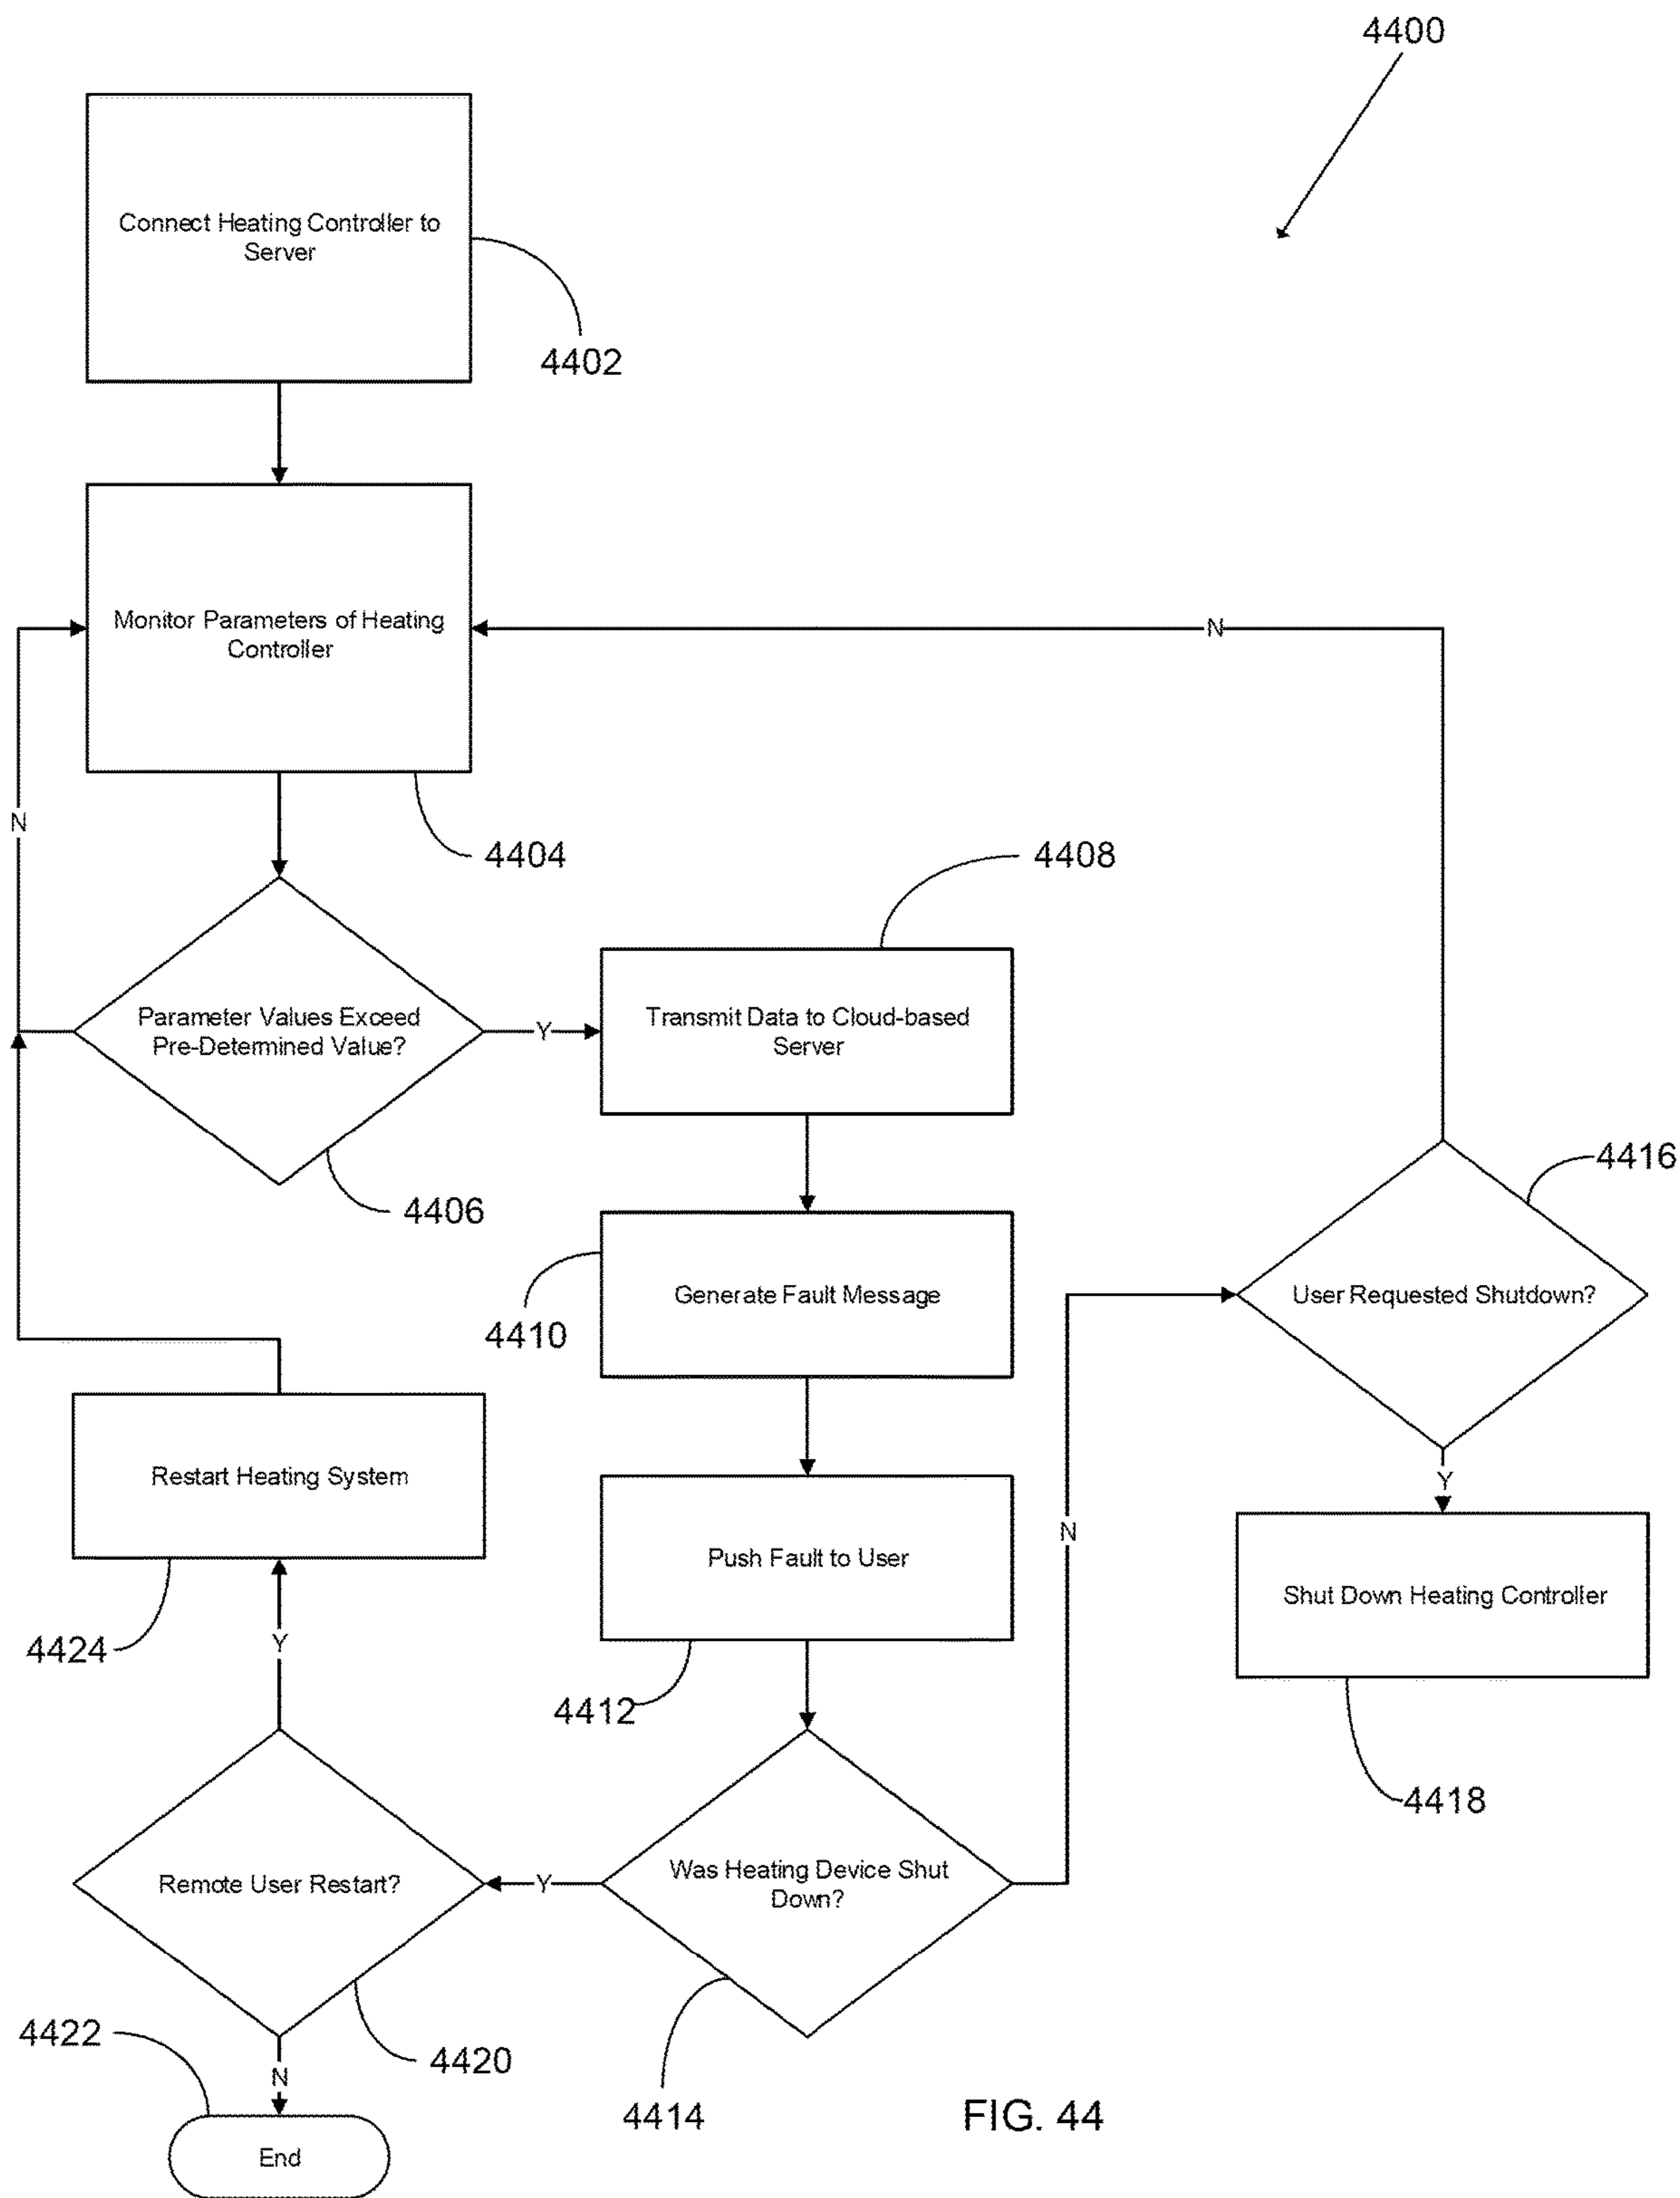 4400
Connect Heating Controller to
Server
4402
Monitor Parameters of Heating
Controller
N
N
4404
4408
Parameter Values Exceed
Pre-Determined Value?
Y
Transmit Data to Cloud-based
Server
4406
4416
Generate Fault Message
4410
User Requested Shutdown?
Restart Heating System
Y
N
Push Fault to User
Shut Down Heating Controller
4424
Y
4412
4418
Remote User Restart?
Y
Was Heating Device Shut
Down?
4422
4420
N
4414
FIG. 44
End